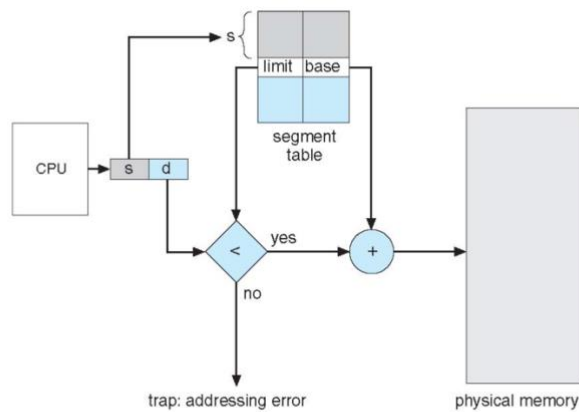 s
limit base
segment
table
CPU
s d
<
yes
+
no
trap: addressing error
physical memory